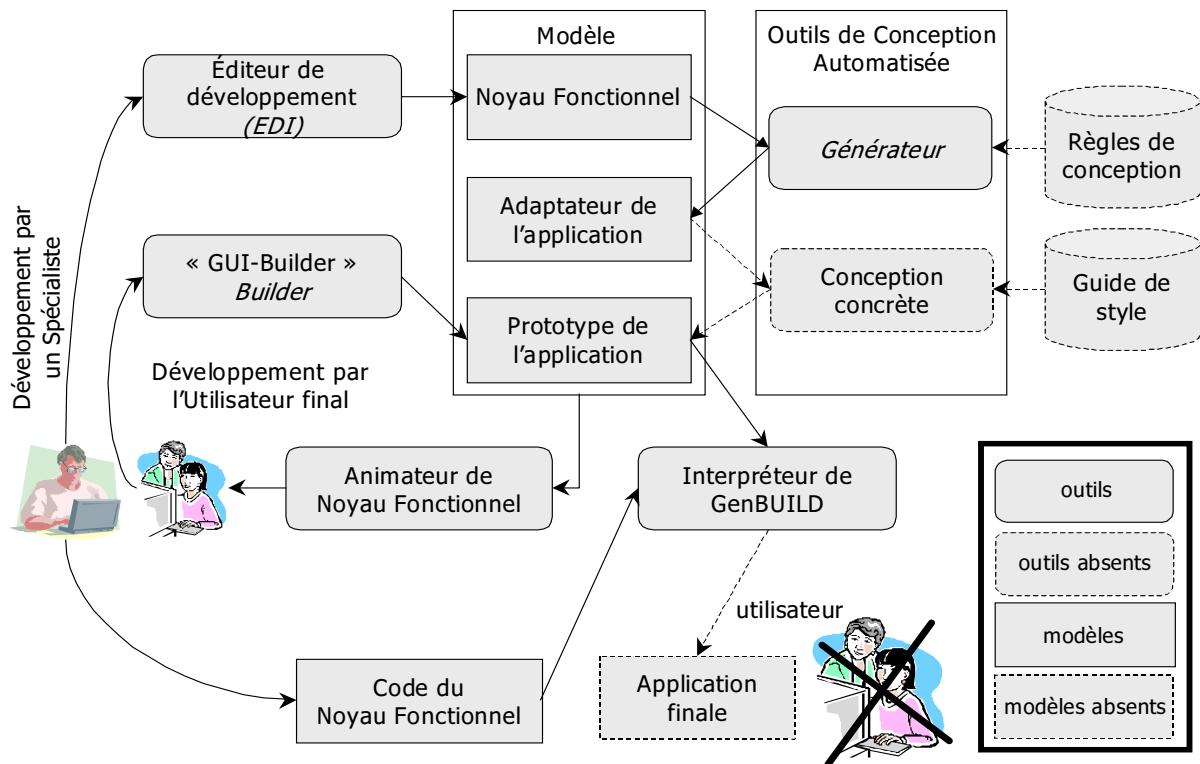 Modèle
Outils de Conception
Automatisée
Éditeur de
développement
(EDI)
Noyau Fonctionnel
Générateur
Règles de
conception
Adaptateur de
l'application
« GUI-Builder »
Builder
Conception
concrète
Guide de
style
Prototype de
l'application
Développement par
un Spécialiste
Développement par
l'Utilisateur final
Animateur de
Noyau Fonctionnel
Interpréteur de
GenBUILD
outils
outils absents
modèles
modèles absents
utilisateur
Code du
Noyau Fonctionnel
Application
finale